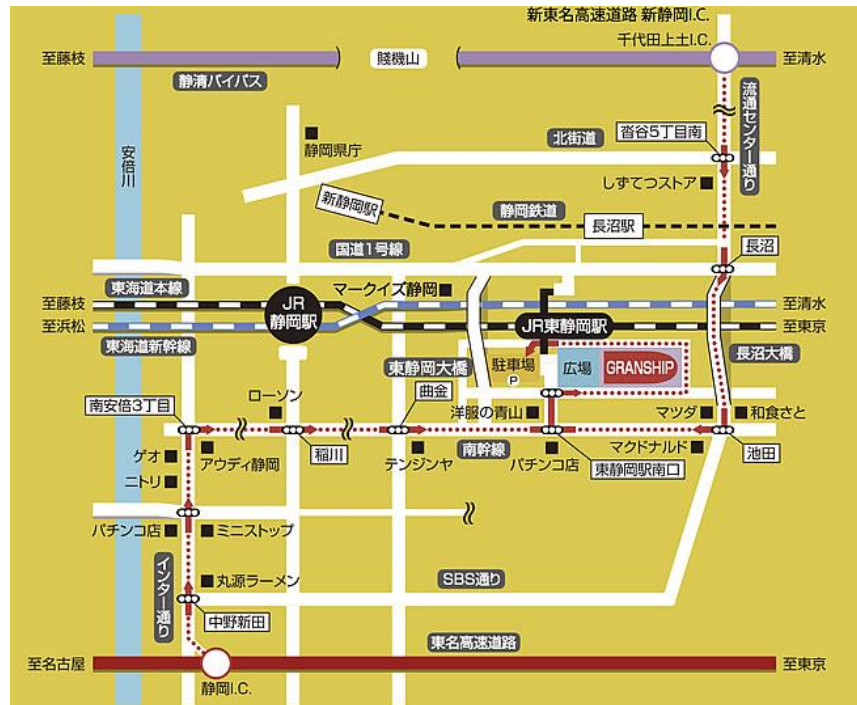 新東名高速道路 新静岡I.C.
千代田上土I.C.
至藤枝
賤機山
至清水
静清バイパス
流通センター通り
北街道
沓谷5丁目南
静岡県庁
安倍川
しずてつストア
新静岡駅
静岡鉄道
長沼駅
国道1号線
長沼
東海道本線
マークイズ静岡
至藤枝
JR
静岡駅
至清水
至浜松
JR東静岡駅
至東京
東海道新幹線
東静岡大橋
駐車場
P
広場
GRANSHIP
長沼大橋
ローソン
南安倍3丁目
曲金
洋服の青山
マツダ
和食さと
ゲオ
アウディ静岡
稲川
テンジンヤ
南幹線
パチンコ店
マクドナルド
東静岡駅南口
池田
ニトリ
パチンコ店
ミニストップ
インター通り
丸源ラーメン
SBS通り
中野新田
東名高速道路
至名古屋
至東京
静岡I.C.